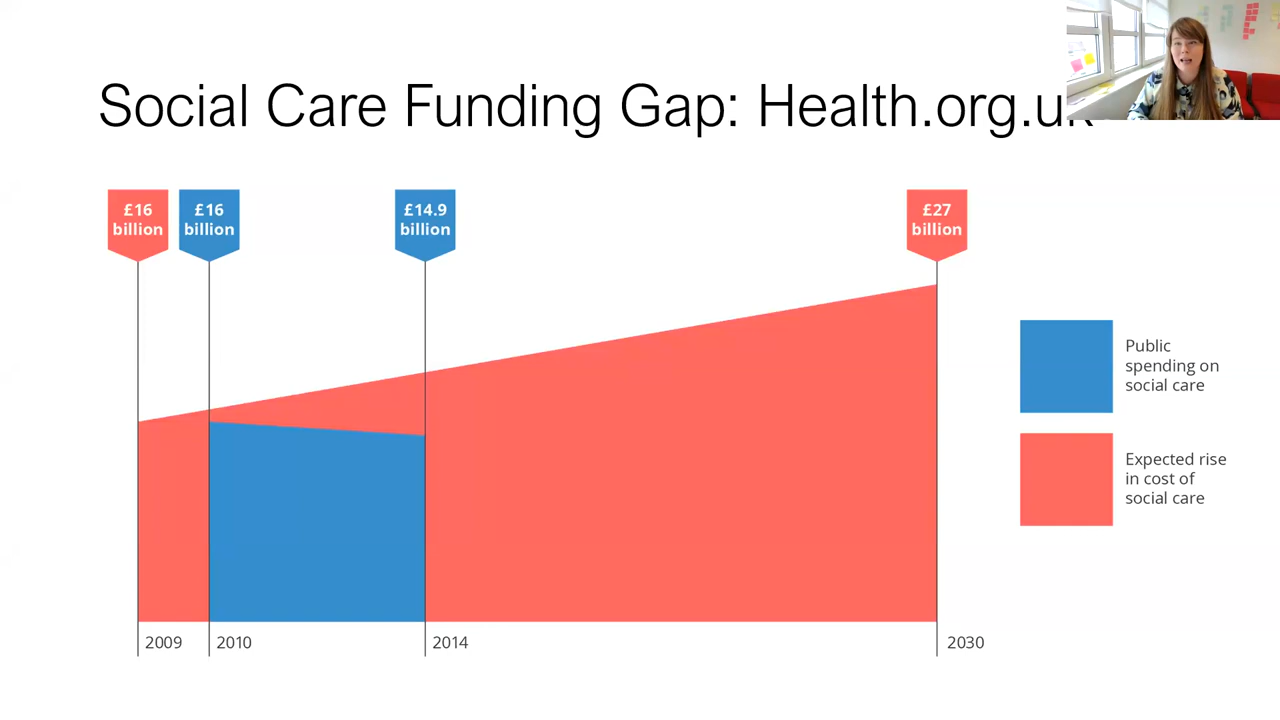 Social Care Funding Gap: Health.org.uk
£16
billion
£16
billion
£14.9
billion
£27
billion
Public
spending on
social care
Expected rise
in cost of
social care
2009
2010
2014
2030